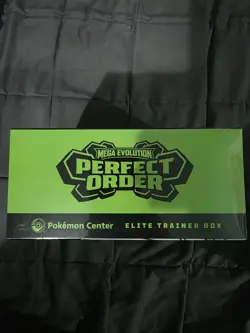 MEGA EVOLUTION
PERFECT
ORDER
Pokémon Center ELITE TRAINER BOX